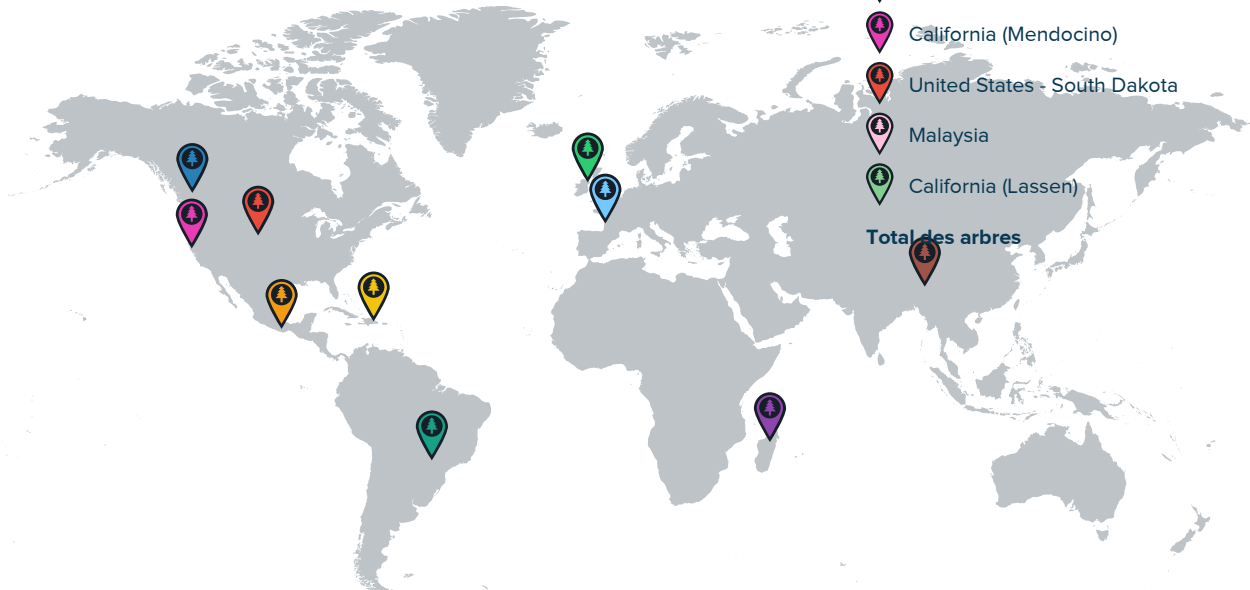 California (Mendocino)
United States - South Dakota
Malaysia
California (Lassen)
Total des arbres